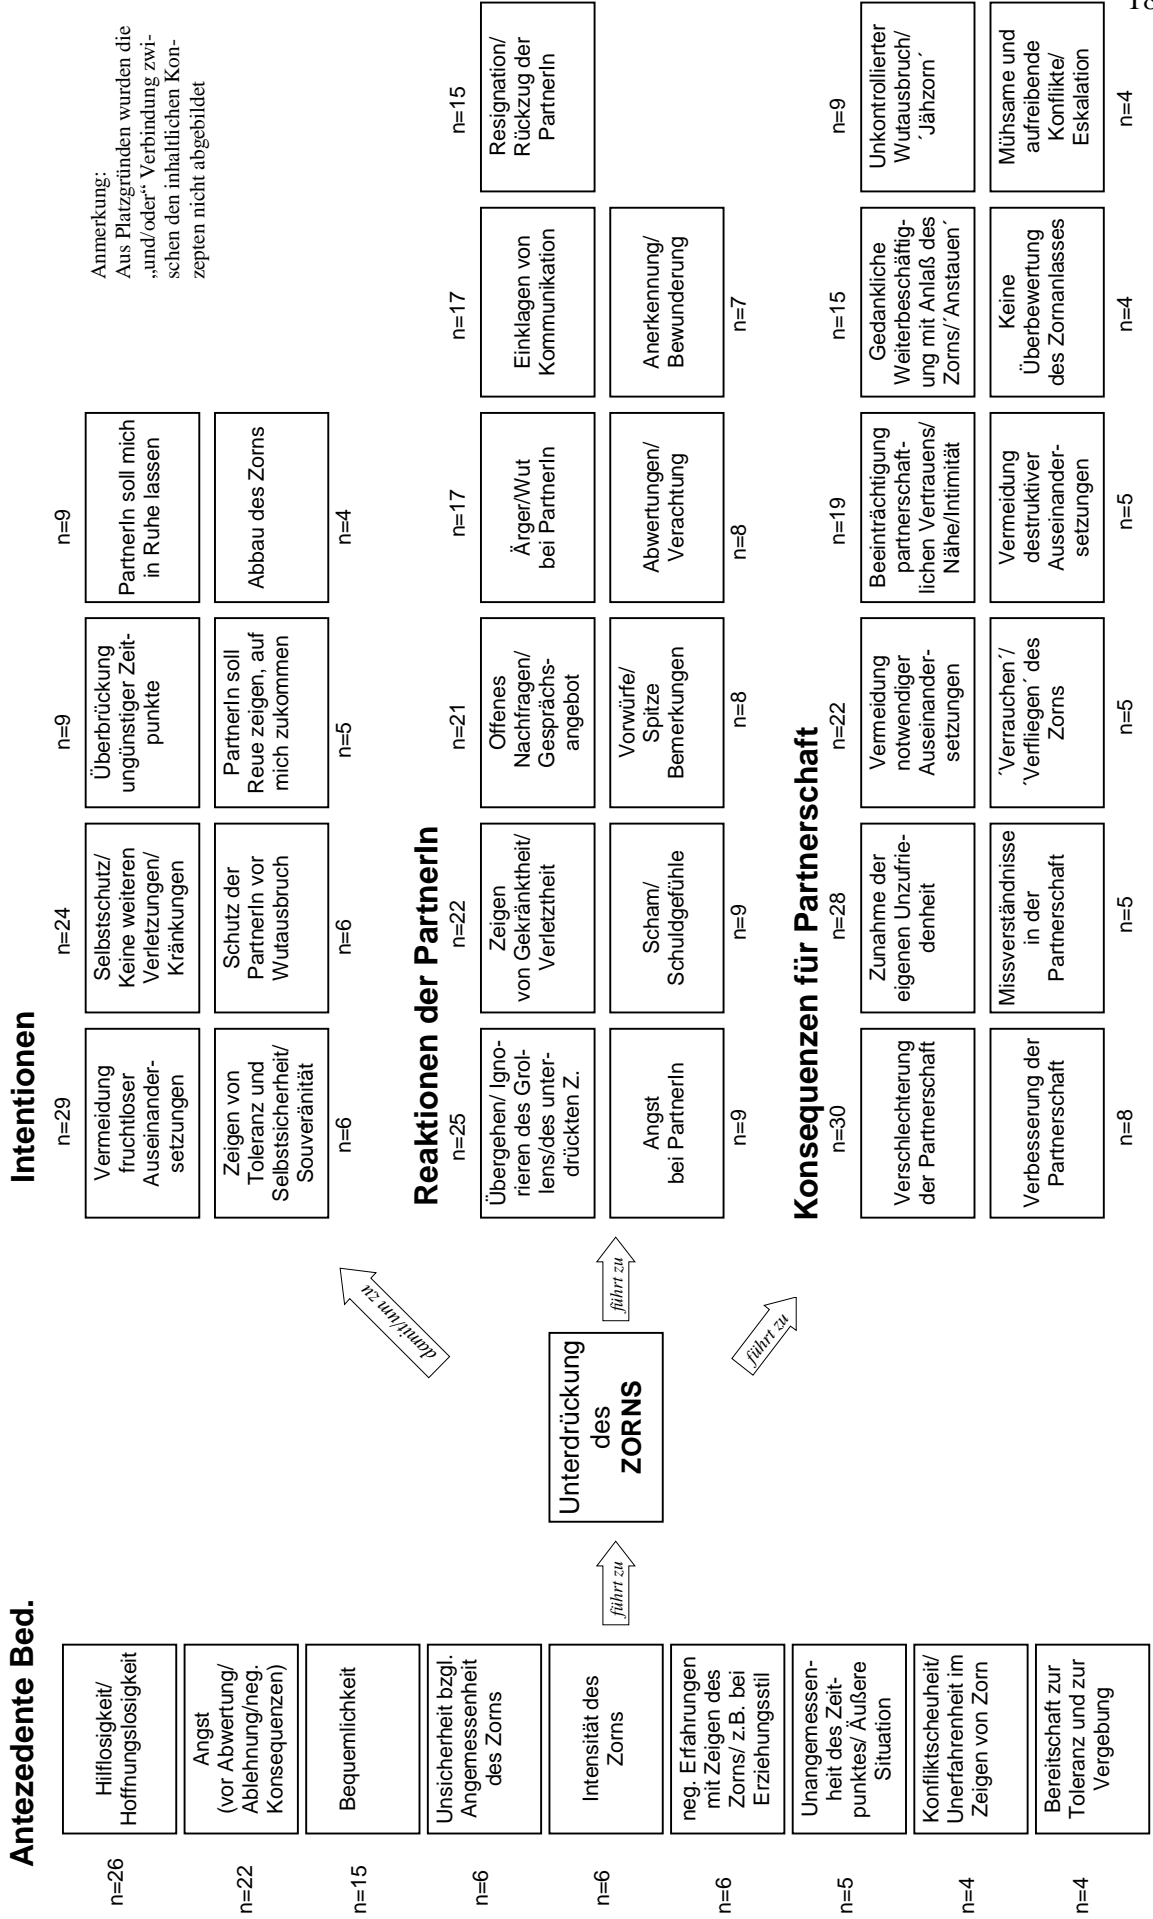 Antezedente Bed.
n=26
Hilflosigkeit/
Hoffnungslosigkeit
n=22
Angst
(vor Abwertung/
Ablehnung/neg.
Konsequenzen)
n=15
Bequemlichkeit
n=6
Unsicherheit bzgl.
Angemessenheit
des Zorns
n=6
Intensität des
Zorns
n=6
neg. Erfahrungen
mit Zeigen des
Zorns/ z.B. bei
Erziehungsstil
n=5
Unangemessen-
heit des Zeit-
punktes/ Äußere
Situation
n=4
Konfliktscheuheit/
Unerfahrenheit im
Zeigen von Zorn
n=4
Bereitschaft zur
Toleranz und zur
Vergebung
führt zu
Unterdrückung
des
ZORNS
damit/um zu
führt zu
führt zu
Intentionen
n=29
Vermeidung
fruchtloser
Auseinander-
setzungen
n=24
Selbstschutz/
Keine weiteren
Verletzungen/
Kränkungen
n=9
Überbrückung
ungünstiger Zeit-
punkte
n=9
PartnerIn soll mich
in Ruhe lassen
Zeigen von
Toleranz und
Selbstsicherheit/
Souveränität
n=6
Schutz der
PartnerIn vor
Wutausbruch
n=6
PartnerIn soll
Reue zeigen, auf
mich zukommen
n=5
Abbau des Zorns
n=4
Anmerkung:
Aus Platzgründen wurden die
„und/oder“ Verbindung zwi-
schen den inhaltlichen Kon-
zepten nicht abgebildet
Reaktionen der PartnerIn
n=25
Übergehen/ Igno-
rieren des Grol-
lens/des unter-
drückten Z.
n=22
Zeigen
von Gekränktheit/
Verletztheit
n=21
Offenes
Nachfragen/
Gesprächs-
angebot
n=17
Ärger/Wut
bei PartnerIn
n=17
Einklagen von
Kommunikation
n=15
Resignation/
Rückzug der
PartnerIn
Angst
bei PartnerIn
n=9
Scham/
Schuldgefühle
n=9
Vorwürfe/
Spitze
Bemerkungen
n=8
Abwertungen/
Verachtung
n=8
Anerkennung/
Bewunderung
n=7
Konsequenzen für Partnerschaft
n=30
Verschlechterung
der Partnerschaft
n=28
Zunahme der
eigenen Unzufrie-
denheit
n=22
Vermeidung
notwendiger
Auseinander-
setzungen
n=19
Beeinträchtigung
partnerschaft-
lichen Vertrauens/
Nähe/Intimität
n=15
Gedankliche
Weiterbeschäftig-
ung mit Anlaß des
Zorns/´Anstauen´
n=9
Unkontrollierter
Wutausbruch/
´Jähzorn´
Verbesserung der
Partnerschaft
n=8
Missverständnisse
in der
Partnerschaft
n=5
´Verrauchen´/
´Verfliegen´ des
Zorns
n=5
Vermeidung
destruktiver
Auseinander-
setzungen
n=5
Keine
Überbewertung
des Zornanlasses
n=4
Mühsame und
aufreibende
Konflikte/
Eskalation
n=4